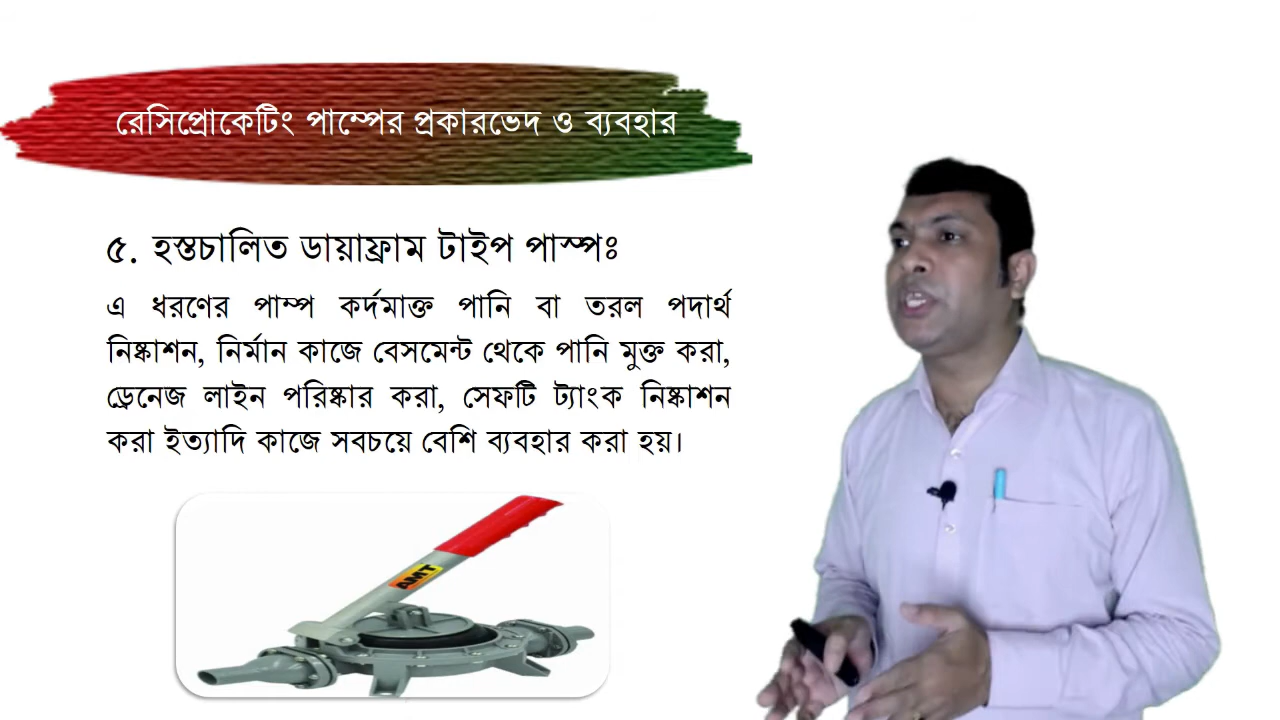 রেসিপ্রোকেটিং পাম্পের প্রকারভেদ ও ব্যবহার
৫. হস্তচালিত ডায়াফ্রাম টাইপ পাস্পঃ
এ ধরণের পাম্প কর্দমাক্ত পানি বা তরল পদার্থ
নিষ্কাশন, নির্মান কাজে বেসমেন্ট থেকে পানি মুক্ত করা,
ড্রেনেজ লাইন পরিষ্কার করা, সেফটি ট্যাংক নিষ্কাশন
করা ইত্যাদি কাজে সবচয়ে বেশি ব্যবহার করা হয়।
AMT